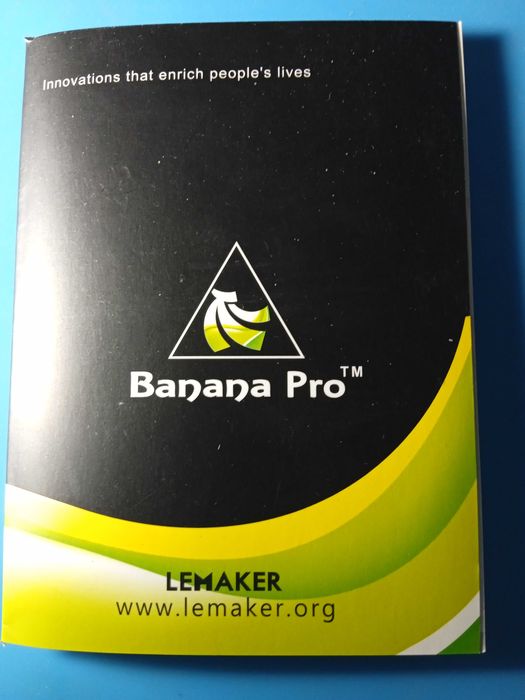 Innovations that enrich people's lives
Banana Pro™
LEMAKER
www.lemaker.org